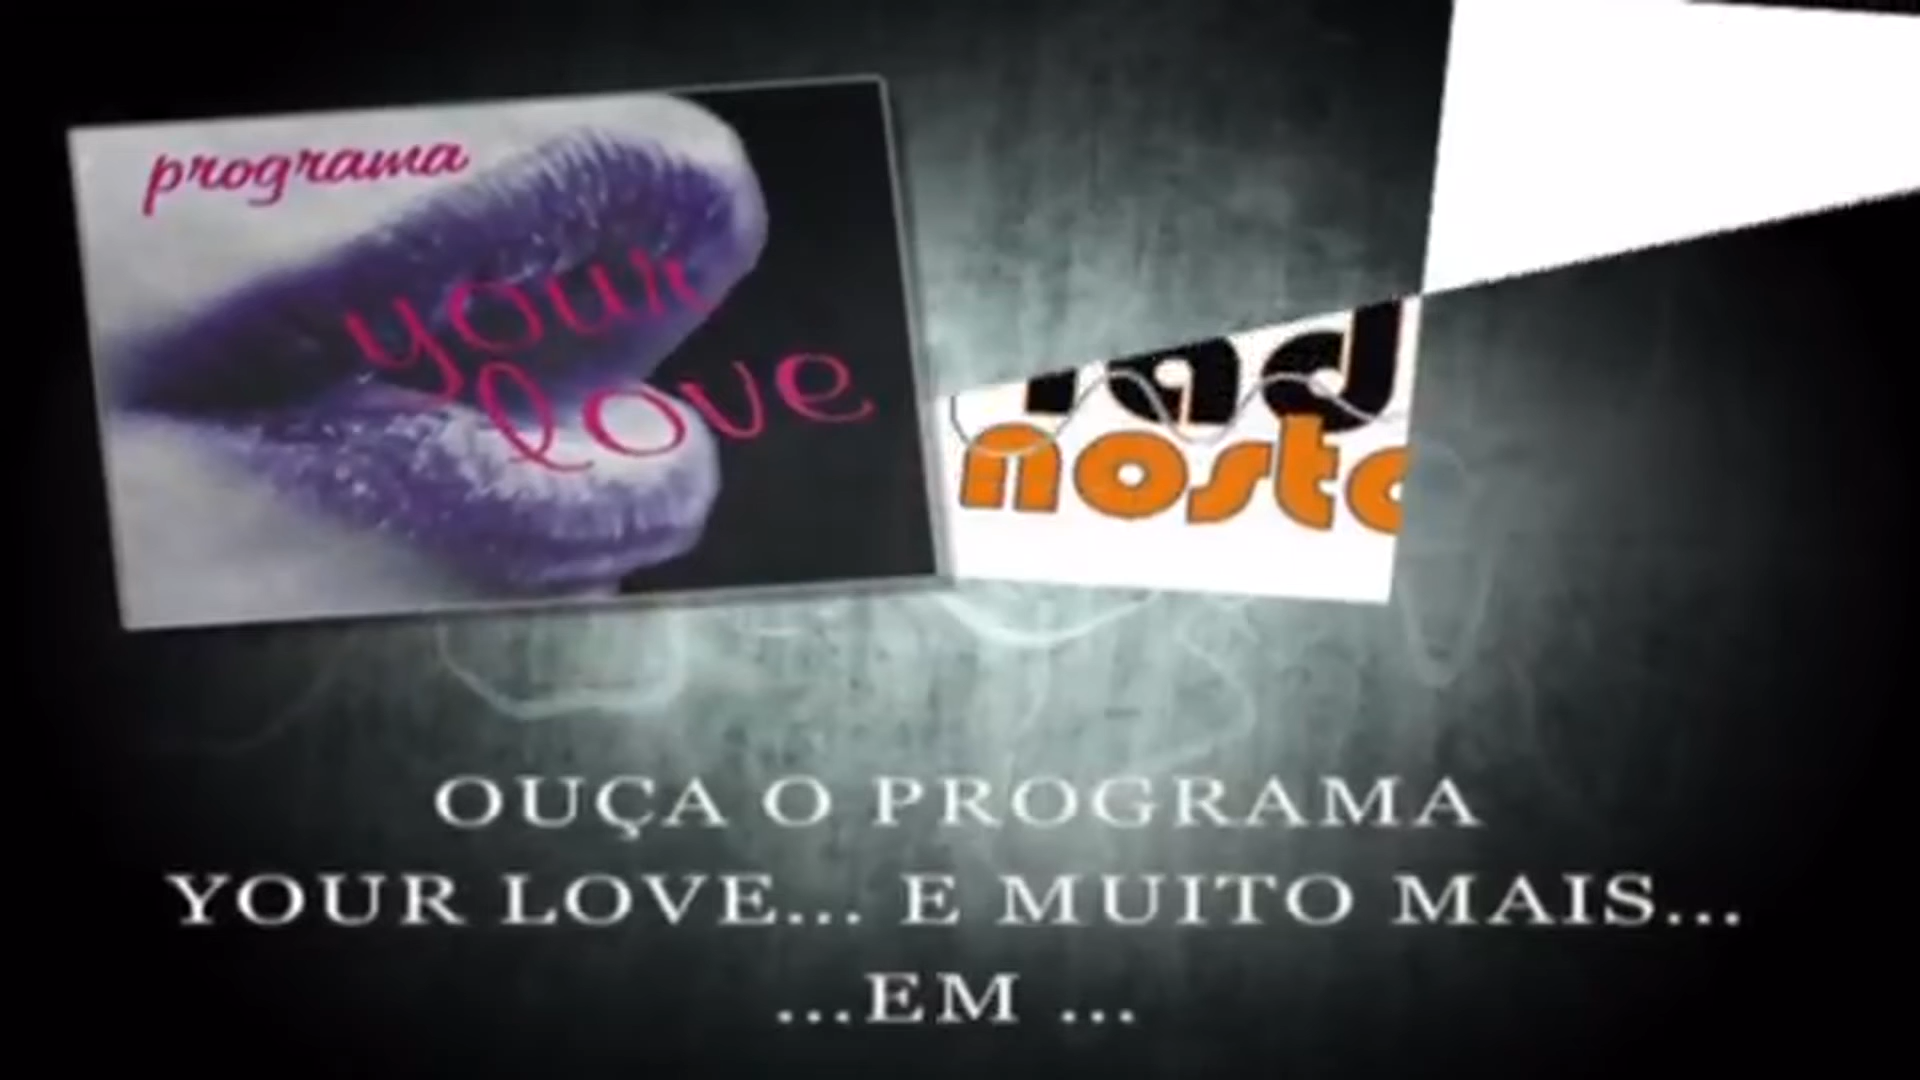 programa
your
love
OUÇA O PROGRAMA
YOUR LOVE... E MUITO MAIS...
...EM ...